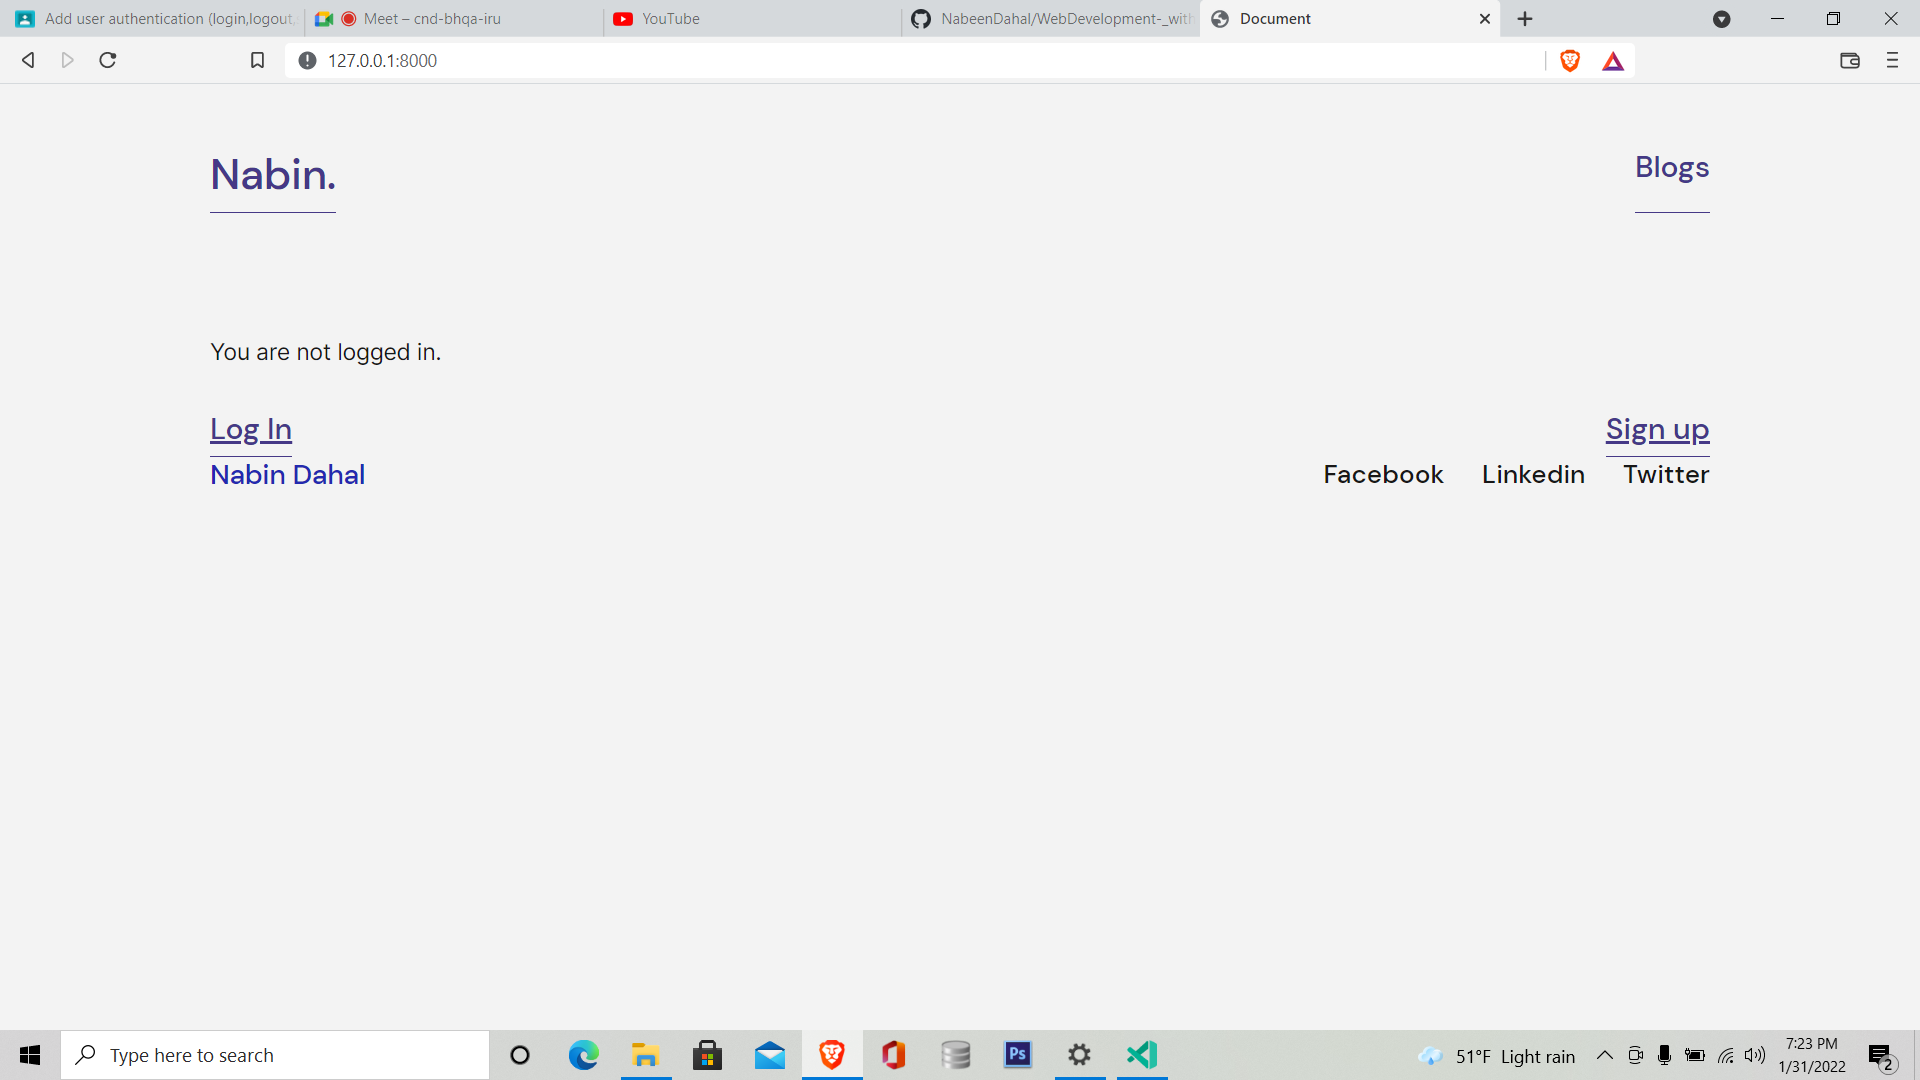 Add user authentication (login,logout,
Meet – cnd-bhqa-iru
YouTube
NabeenDahal/WebDevelopment-_with
Document
127.0.0.1:8000
Nabin.
Blogs
You are not logged in.
Log In
Sign up
Nabin Dahal
Facebook
Linkedin
Twitter
Type here to search
Ps
51°F Light rain
7:23 PM
1/31/2022
2